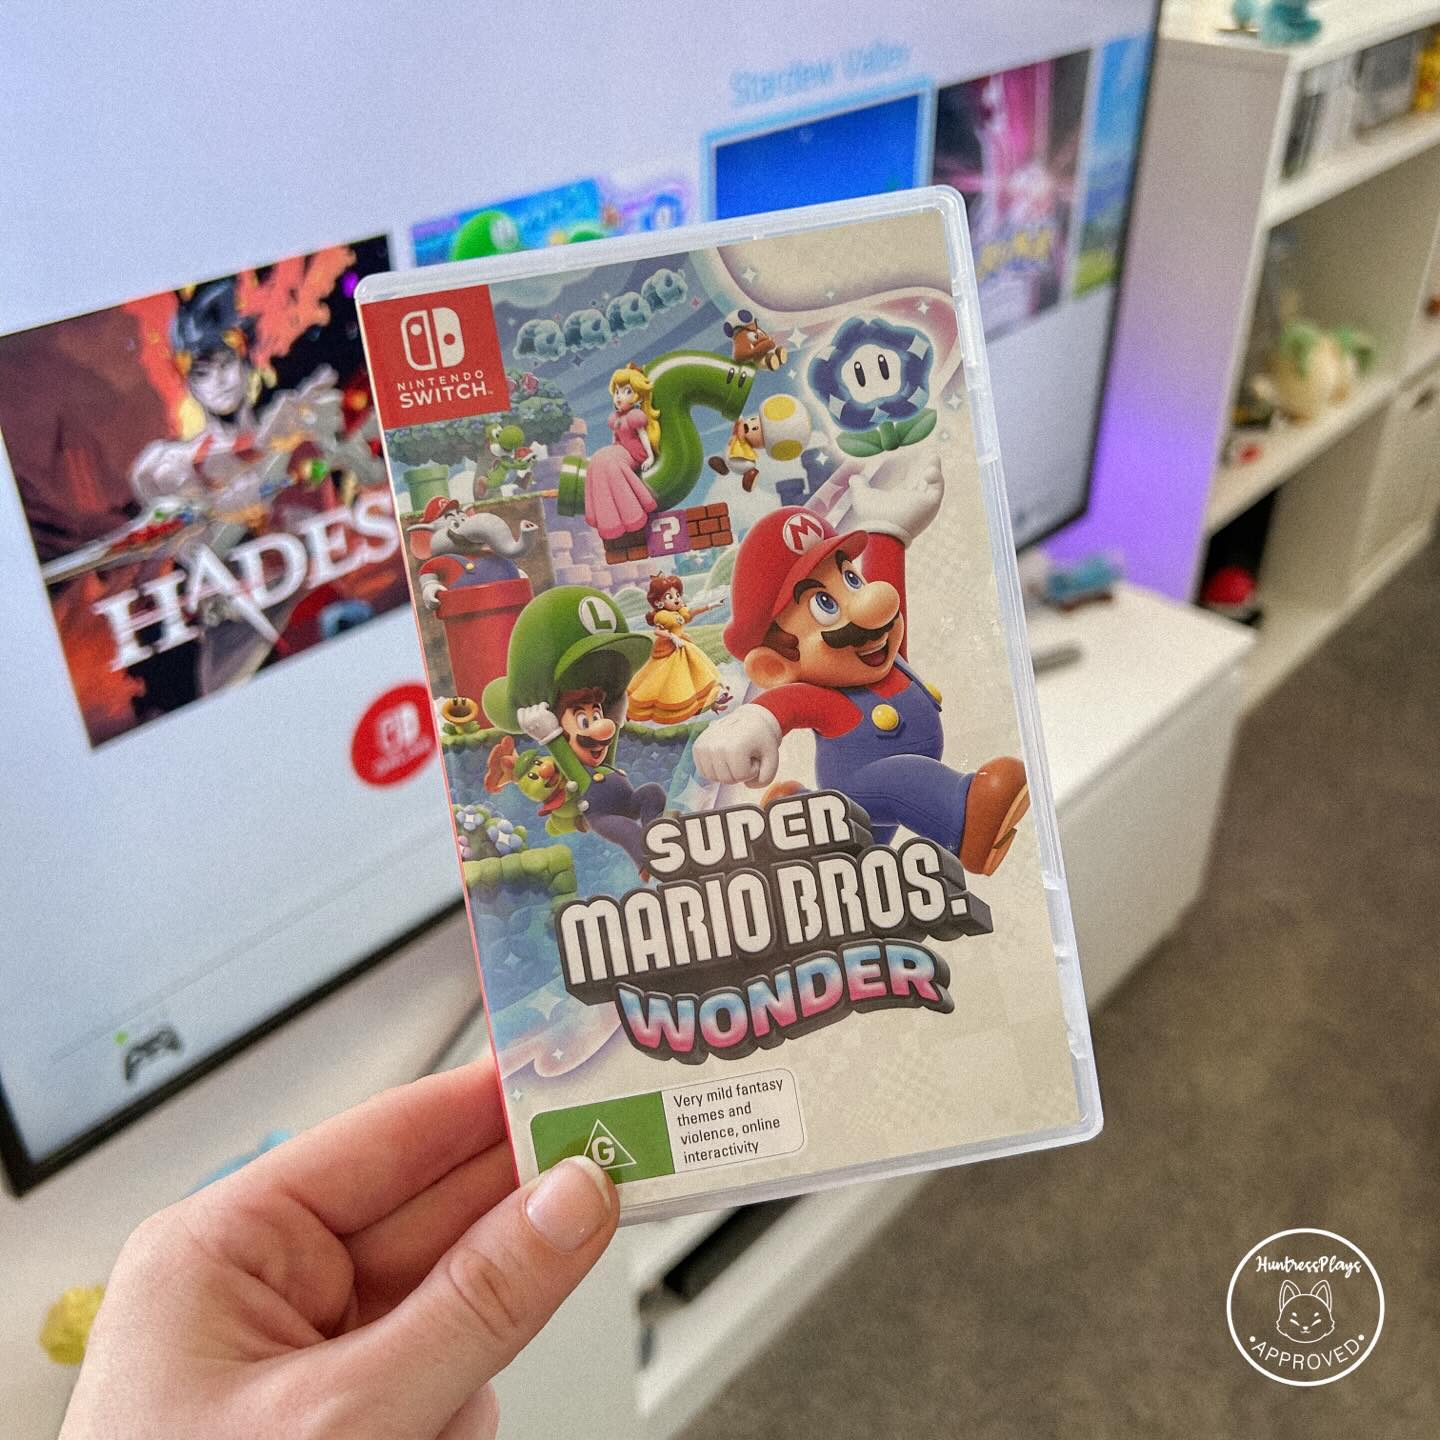 Stardew Valley
HADES
NINTENDO
SWITCH
M
L
?
SUPER
MARIO BROS.
WONDER
G
Very mild fantasy
themes and
violence, online
interactivity
HuntressPlays
•APPROVED•